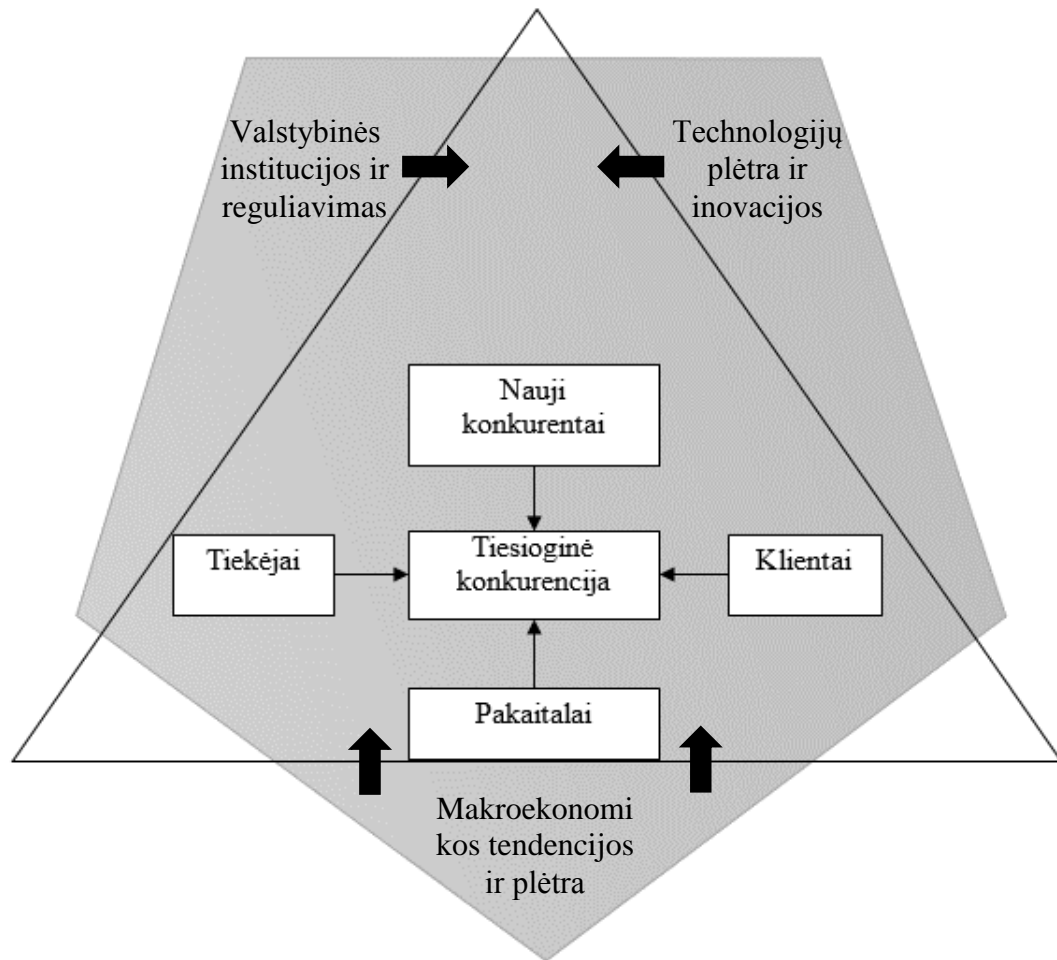 Valstybinės
institucijos ir
reguliavimas
Technologijų
plėtra ir
inovacijos
Nauji
konkurentai
Tiekėjai
Tiesioginė
konkurencija
Klientai
Pakaitalai
Makroekonomi
kos tendencijos
ir plėtra